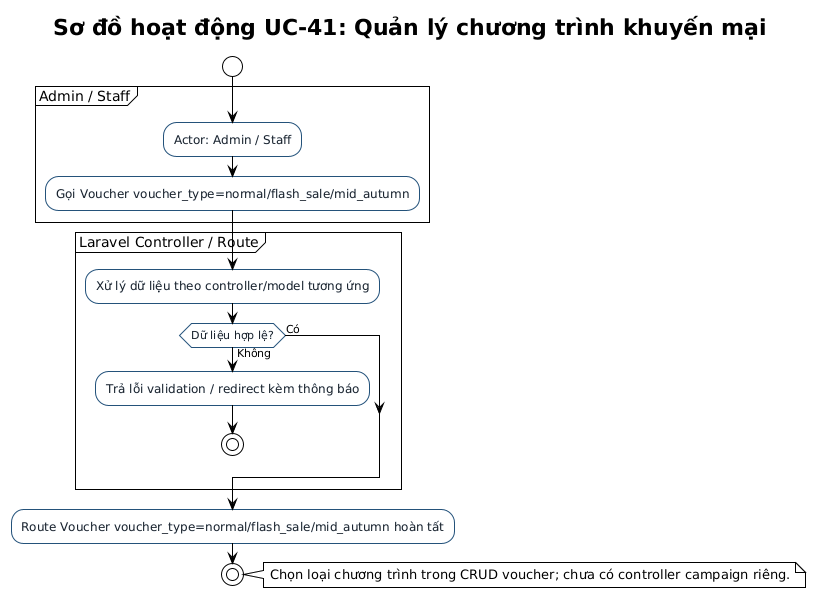 Sơ đồ hoạt động UC-41: Quản lý chương trình khuyến mại
Admin / Staff
Actor: Admin / Staff
Gọi Voucher voucher_type=normal/flash_sale/mid_autumn
Laravel Controller / Route
Xử lý dữ liệu theo controller/model tương ứng
Dữ liệu hợp lệ?
Có
Không
Trả lỗi validation / redirect kèm thông báo
Route Voucher voucher_type=normal/flash_sale/mid_autumn hoàn tất
Chọn loại chương trình trong CRUD voucher; chưa có controller campaign riêng.